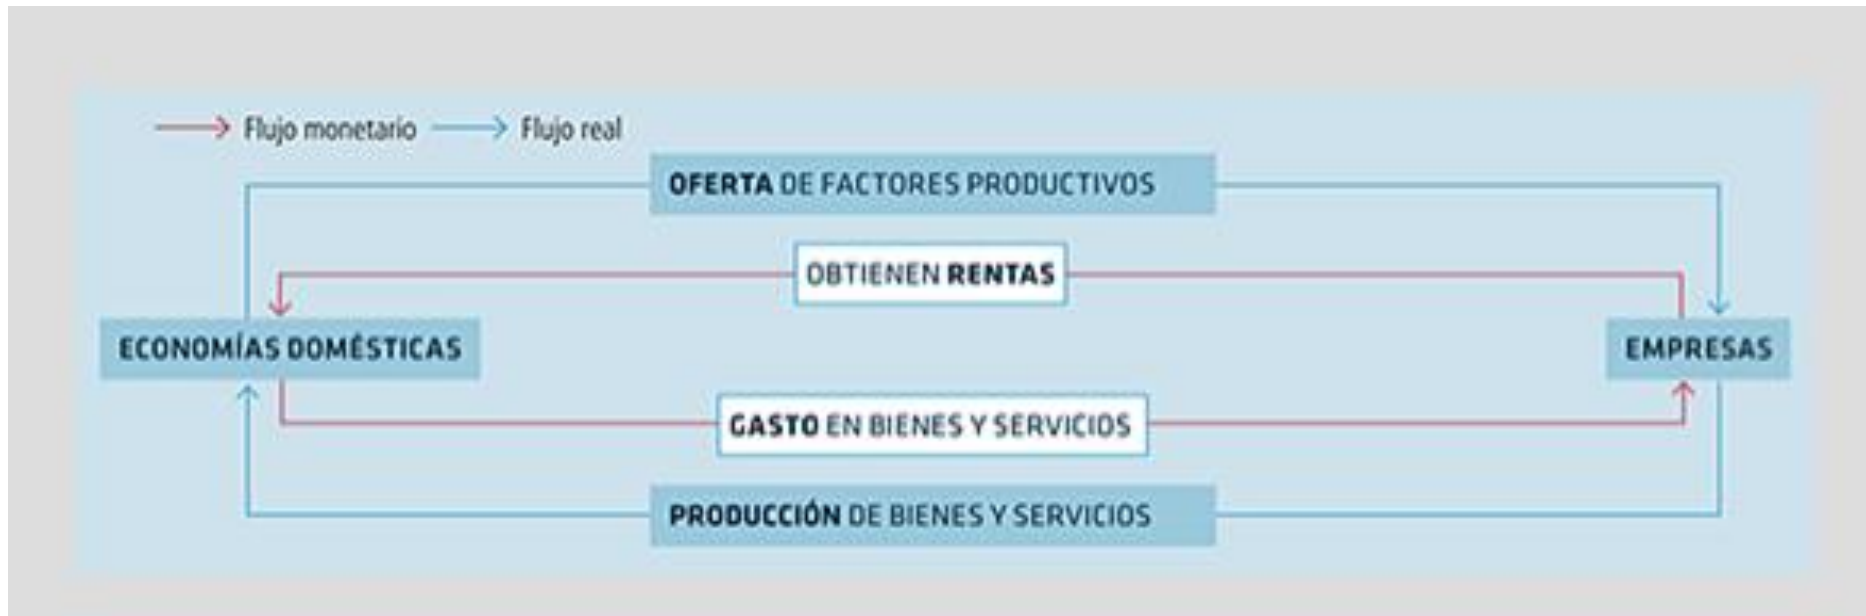 Flujo monetario Flujo real
OFERTA DE FACTORES PRODUCTIVOS
OBTIENEN RENTAS
ECONOMÍAS DOMÉSTICAS
EMPRESAS
GASTO EN BIENES Y SERVICIOS
PRODUCCIÓN DE BIENES Y SERVICIOS